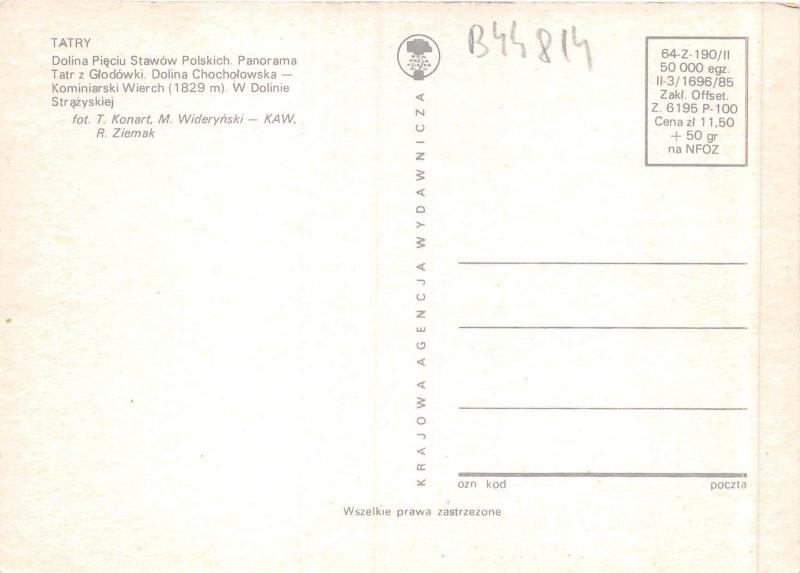 TATRY
Dolina Pięciu Stawów Polskich. Panorama
Tatr z Głodówki. Dolina Chochołowska —
Kominiarski Wierch (1829 m). W Dolinie
Strążyskiej
fot. T. Konart, M. Wideryński — KAW,
R. Ziemak
KRAJOWA AGENCJA WYDAWNICZA
B44814
64-Z-190/II
50 000 egz.
II-3/1696/85
Zakł. Offset.
Z. 6195 P-100
Cena zł 11,50
+ 50 gr
na NFOZ
ozn kod poczta
Wszelkie prawa zastrzeżone